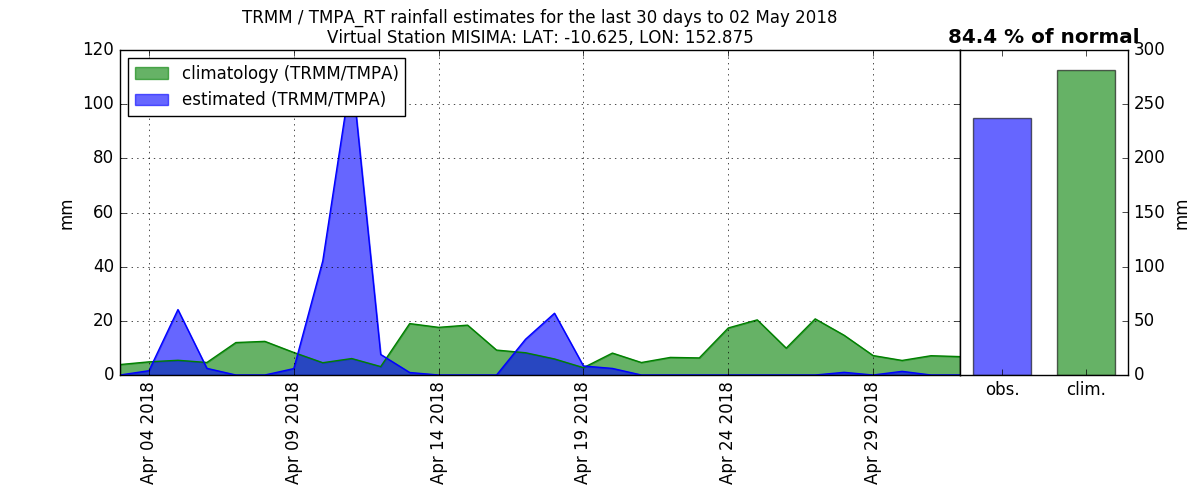 TRMM / TMPA_RT rainfall estimates for the last 30 days to 02 May 2018
Virtual Station MISIMA: LAT: -10.625, LON: 152.875
84.4 % of normal
climatology (TRMM/TMPA)
estimated (TRMM/TMPA)
mm
120
100
80
60
40
20
0
Apr 04 2018
Apr 09 2018
Apr 14 2018
Apr 19 2018
Apr 24 2018
Apr 29 2018
300
250
200
150
100
50
0
mm
obs.
clim.